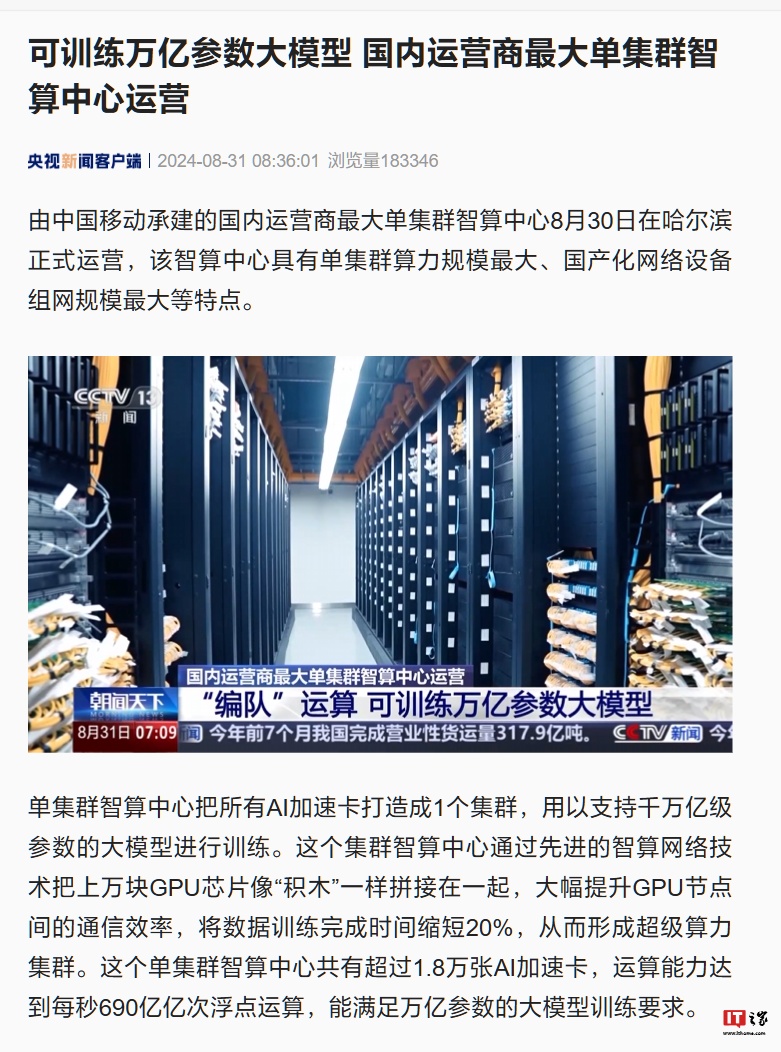 可训练万亿参数大模型 国内运营商最大单集群智
算中心运营
央视新闻客户端 | 2024-08-31 08:36:01 浏览量183346
由中国移动承建的国内运营商最大单集群智算中心8月30日在哈尔滨
正式运营，该智算中心具有单集群算力规模最大、国产化网络设备
组网规模最大等特点。
CCTV 13
新闻
国内运营商最大单集群智算中心运营
朝闻天下
“编队”运算 可训练万亿参数大模型
8月31日 07:09
闻 今年前7个月我国完成营业性货运量317.9亿吨。 CCTV 新闻 今
单集群智算中心把所有AI加速卡打造成1个集群，用以支持千万亿级
参数的大模型进行训练。这个集群智算中心通过先进的智算网络技
术把上万块GPU芯片像“积木”一样拼接在一起，大幅提升GPU节点
间的通信效率，将数据训练完成时间缩短20%，从而形成超级算力
集群。这个单集群智算中心共有超过1.8万张AI加速卡，运算能力达
到每秒690亿亿次浮点运算，能满足万亿参数的大模型训练要求。
IT之家
www.ithome.com